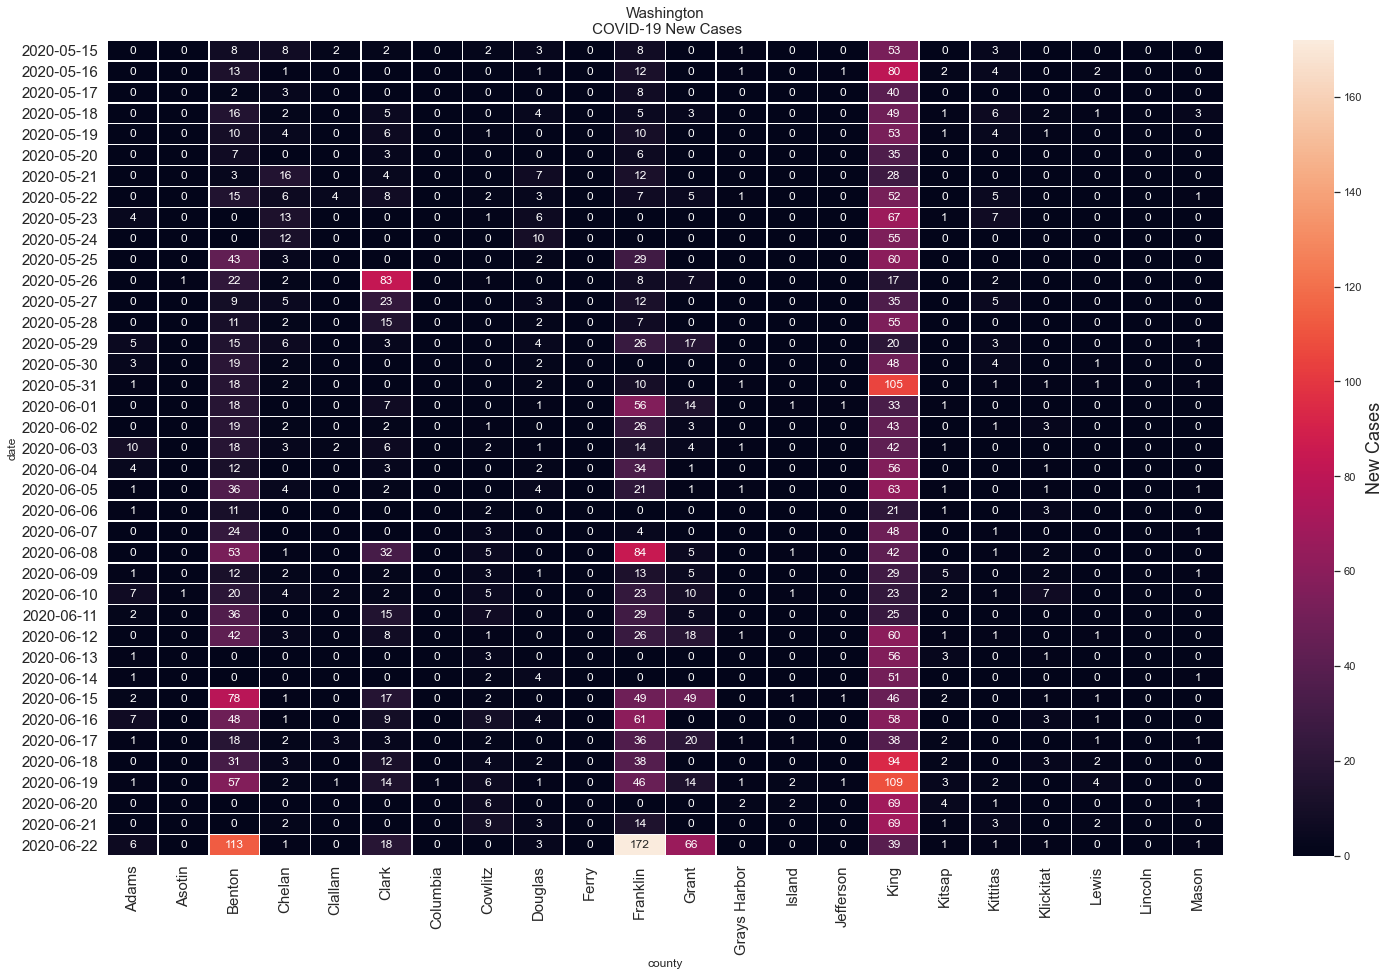 Washington
COVID-19 New Cases
2020-05-15 0 0 8 8 2 2 0 2 3 0 8 0 1 0 0 53 0 3 0 0 0 0
2020-05-16 0 0 13 1 0 0 0 0 1 0 12 0 1 0 1 80 2 4 0 2 0 0
2020-05-17 0 0 2 3 0 0 0 0 0 0 8 0 0 0 0 40 0 0 0 0 0 0
2020-05-18 0 0 16 2 0 5 0 0 4 0 5 3 0 0 0 49 1 6 2 1 0 3
2020-05-19 0 0 10 4 0 6 0 1 0 0 10 0 0 0 0 53 1 4 1 0 0 0
2020-05-20 0 0 7 0 0 3 0 0 0 0 6 0 0 0 0 35 0 0 0 0 0 0
2020-05-21 0 0 3 16 0 4 0 0 7 0 12 0 0 0 0 28 0 0 0 0 0 0
2020-05-22 0 0 15 6 4 8 0 2 3 0 7 5 1 0 0 52 0 5 0 0 0 1
2020-05-23 4 0 0 13 0 0 0 1 6 0 0 0 0 0 0 67 1 7 0 0 0 0
2020-05-24 0 0 0 12 0 0 0 0 10 0 0 0 0 0 0 55 0 0 0 0 0 0
2020-05-25 0 0 43 3 0 0 0 0 2 0 29 0 0 0 0 60 0 0 0 0 0 0
2020-05-26 0 1 22 2 0 83 0 1 0 0 8 7 0 0 0 17 0 2 0 0 0 0
2020-05-27 0 0 9 5 0 23 0 0 3 0 12 0 0 0 0 35 0 5 0 0 0 0
2020-05-28 0 0 11 2 0 15 0 0 2 0 7 0 0 0 0 55 0 0 0 0 0 0
2020-05-29 5 0 15 6 0 3 0 0 4 0 26 17 0 0 0 20 0 3 0 0 0 1
2020-05-30 3 0 19 2 0 0 0 0 2 0 0 0 0 0 0 48 0 4 0 1 0 0
2020-05-31 1 0 18 2 0 0 0 0 2 0 10 0 1 0 0 105 0 1 1 1 0 1
2020-06-01 0 0 18 0 0 7 0 0 1 0 56 14 0 1 1 33 1 0 0 0 0 0
2020-06-02 0 0 19 2 0 2 0 1 0 0 26 3 0 0 0 43 0 1 3 0 0 0
2020-06-03 10 0 18 3 2 6 0 2 1 0 14 4 1 0 0 42 1 0 0 0 0 0
2020-06-04 4 0 12 0 0 3 0 0 2 0 34 1 0 0 0 56 0 0 1 0 0 0
2020-06-05 1 0 36 4 0 2 0 0 4 0 21 1 1 0 0 63 1 0 1 0 0 1
2020-06-06 1 0 11 0 0 0 0 2 0 0 0 0 0 0 0 21 1 0 3 0 0 0
2020-06-07 0 0 24 0 0 0 0 3 0 0 4 0 0 0 0 48 0 1 0 0 0 1
2020-06-08 0 0 53 1 0 32 0 5 0 0 84 5 0 1 0 42 0 1 2 0 0 0
2020-06-09 1 0 12 2 0 2 0 3 1 0 13 5 0 0 0 29 5 0 2 0 0 1
2020-06-10 7 1 20 4 2 2 0 5 0 0 23 10 0 1 0 23 2 1 7 0 0 0
2020-06-11 2 0 36 0 0 15 0 7 0 0 29 5 0 0 0 25 0 0 0 0 0 0
2020-06-12 0 0 42 3 0 8 0 1 0 0 26 18 1 0 0 60 1 1 0 1 0 0
2020-06-13 1 0 0 0 0 0 0 3 0 0 0 0 0 0 0 56 3 0 1 0 0 0
2020-06-14 1 0 0 0 0 0 0 2 4 0 0 0 0 0 0 51 0 0 0 0 0 1
2020-06-15 2 0 78 1 0 17 0 2 0 0 49 49 0 1 1 46 2 0 1 1 0 0
2020-06-16 7 0 48 1 0 9 0 9 4 0 61 0 0 0 0 58 0 0 3 1 0 0
2020-06-17 1 0 18 2 3 3 0 2 0 0 36 20 1 1 0 38 2 0 0 1 0 1
2020-06-18 0 0 31 3 0 12 0 4 2 0 38 0 0 0 0 94 2 0 3 2 0 0
2020-06-19 1 0 57 2 1 14 1 6 1 0 46 14 1 2 1 109 3 2 0 4 0 0
2020-06-20 0 0 0 0 0 0 0 6 0 0 0 0 2 2 0 69 4 1 0 0 0 1
2020-06-21 0 0 0 2 0 0 0 9 3 0 14 0 0 0 0 69 1 3 0 2 0 0
2020-06-22 6 0 113 1 0 18 0 0 3 0 172 66 0 0 0 39 1 1 1 0 0 1
date
Adams Asotin Benton Chelan Clallam Clark Columbia Cowlitz Douglas Ferry Franklin Grant Grays Harbor Island Jefferson King Kitsap Kittitas Klickitat Lewis Lincoln Mason
county
160
140
120
100
80
60
40
20
0
New Cases